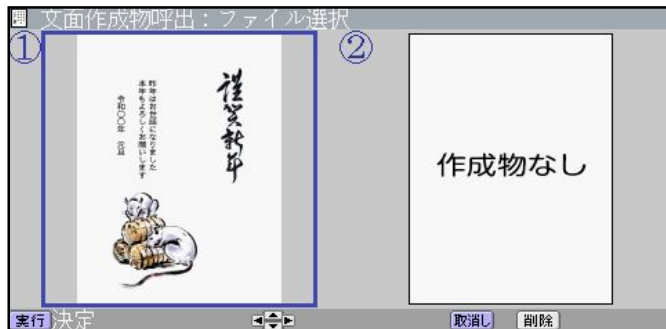 文面作成物呼出：ファイル選択
①
謹賀新年
昨年はお世話になりました
本年もよろしくお願いします
令和〇〇年 元旦
②
作成物なし
実行 決定
取消し 削除